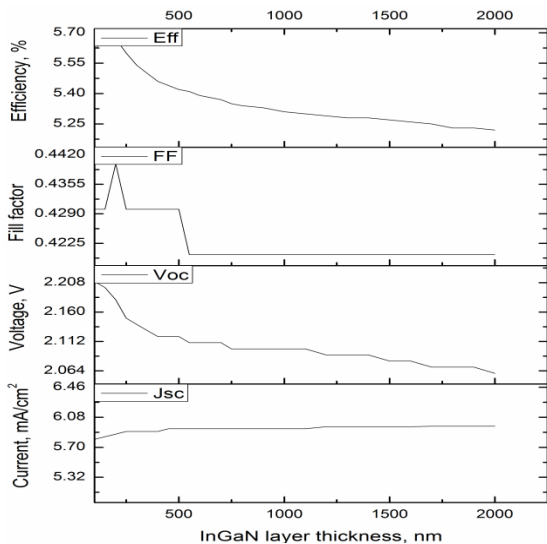 500 1000 1500 2000
5.70
5.55
5.40
5.25
Efficiency, %
Eff
0.4420
0.4355
0.4290
0.4225
Fill factor
FF
2.208
2.160
2.112
2.064
Voltage, V
Voc
6.46
6.08
5.70
5.32
Current, mA/cm²
Jsc
500 1000 1500 2000
InGaN layer thickness, nm